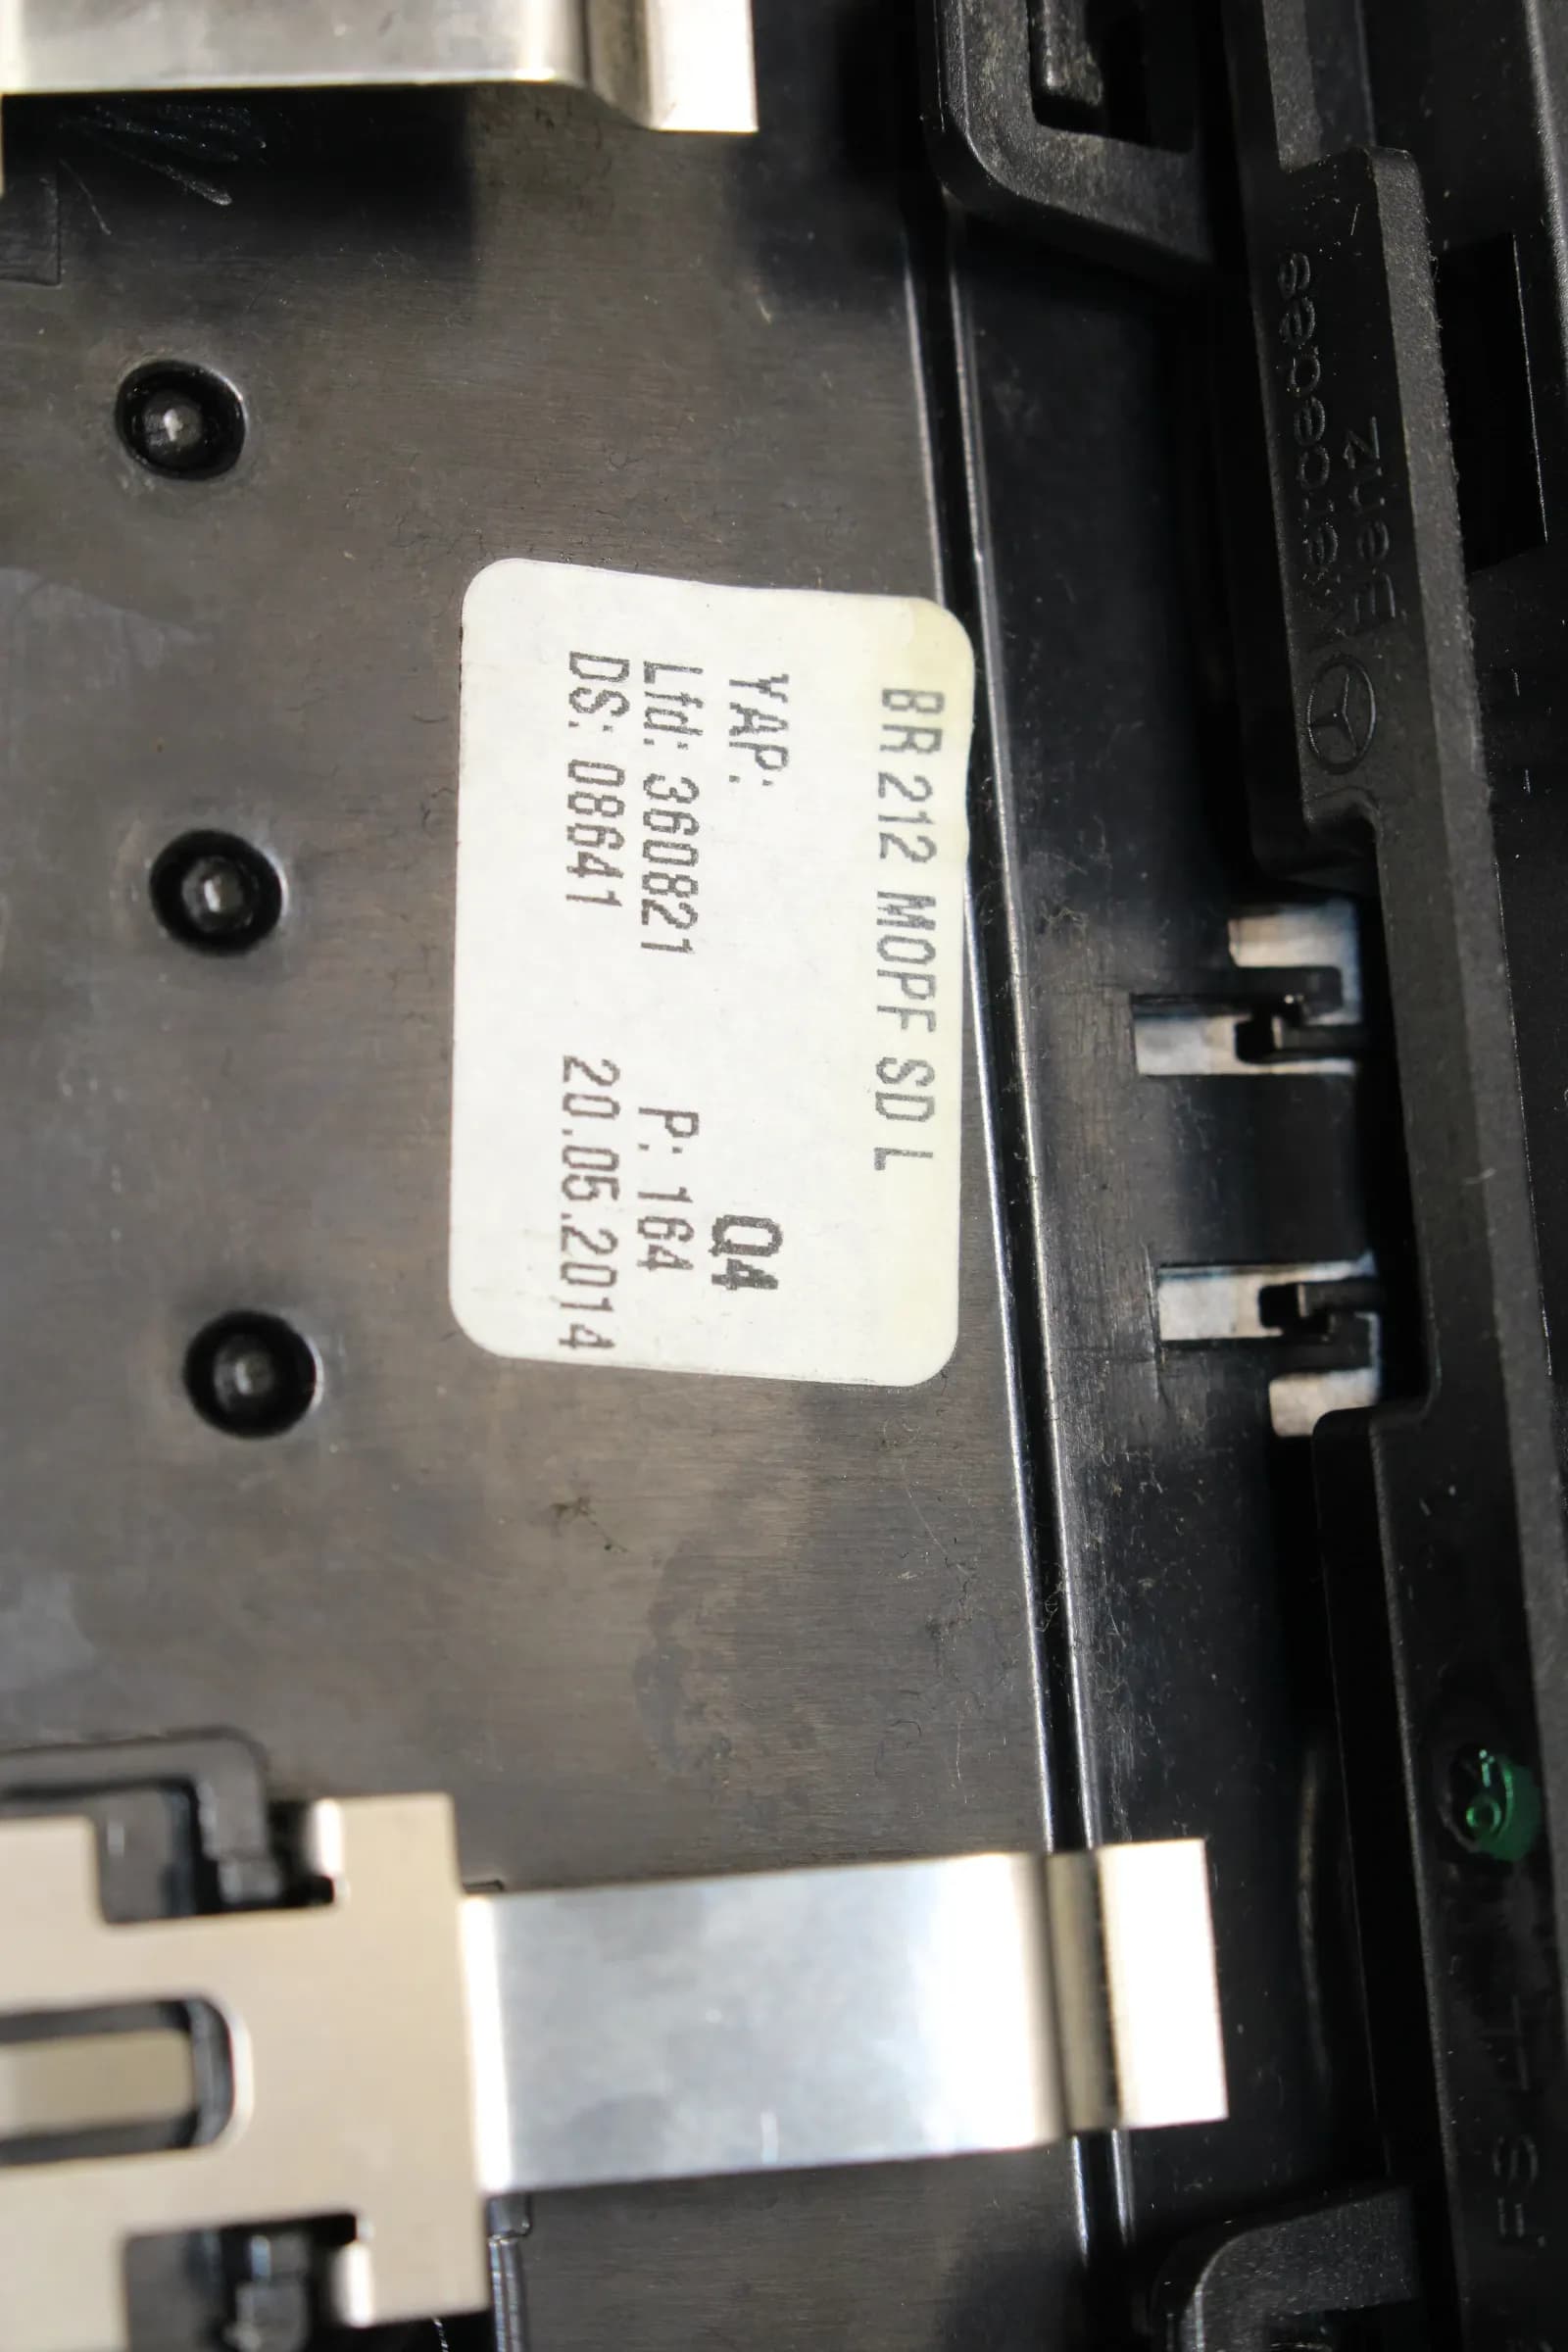 BR 212 MOPF SD L
YAP: Q4
Lfd: 360821 P: 164
DS: 08641 20.05.2014
Mercedes
Benz